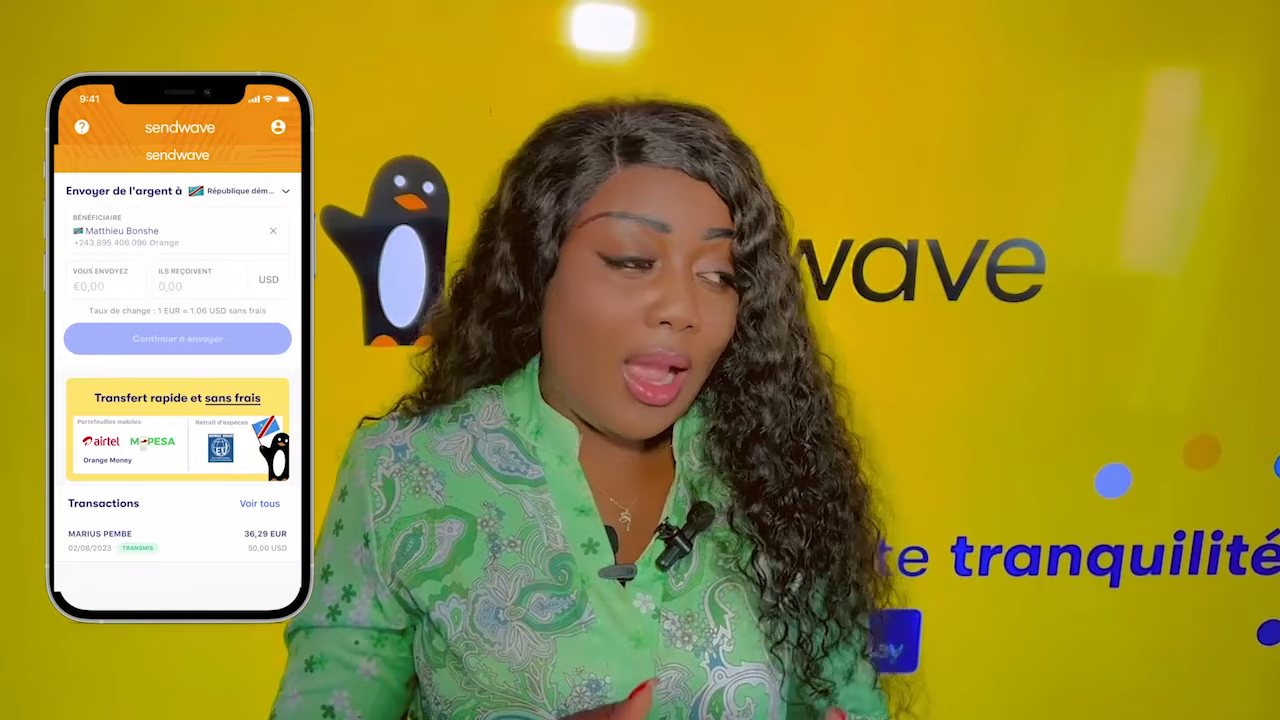 9:41
sendwave
sendwave
Envoyer de l'argent à République dém...
BÉNÉFICIAIRE
Matthieu Bonshe
+243 895 406 096 Orange
VOUS ENVOYEZ
€0,00
ILS REÇOIVENT
0,00
USD
Taux de change : 1 EUR = 1.06 USD sans frais
Continuer à envoyer
Transfert rapide et sans frais
Portefeuilles mobiles
airtel
M-PESA
Orange Money
Retrait d'espèces
EU
Transactions
Voir tous
MARIUS PEMBE
36,29 EUR
02/08/2023
TRANSMIS
50,00 USD
wave
te tranquilité
ay